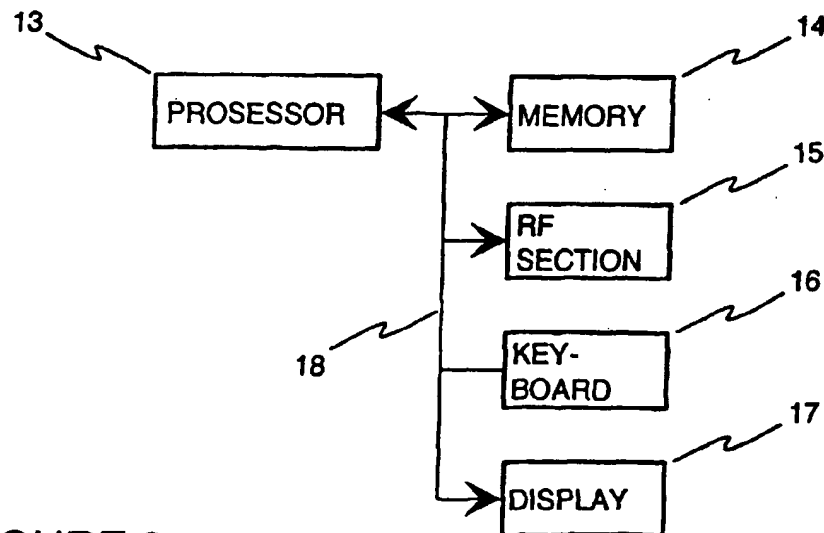 13
14
PROSESSOR
MEMORY
15
RF
SECTION
16
18
KEY-
BOARD
17
DISPLAY